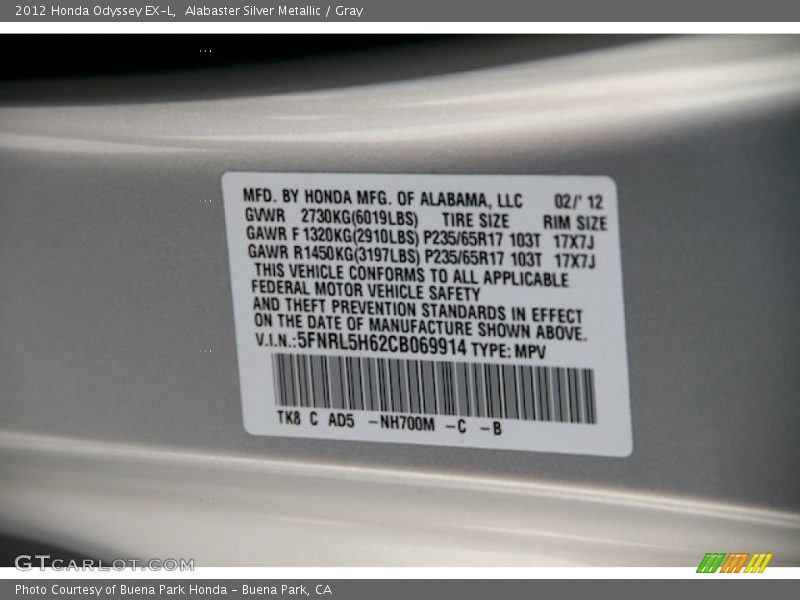 2012 Honda Odyssey EX-L,  Alabaster Silver Metallic / Gray
MFD. BY HONDA MFG. OF ALABAMA, LLC 02/' 12
GVWR 2730KG(6019LBS) TIRE SIZE RIM SIZE
GAWR F 1320KG(2910LBS) P235/65R17 103T 17X7J
GAWR R1450KG(3197LBS) P235/65R17 103T 17X7J
THIS VEHICLE CONFORMS TO ALL APPLICABLE
FEDERAL MOTOR VEHICLE SAFETY
AND THEFT PREVENTION STANDARDS IN EFFECT
ON THE DATE OF MANUFACTURE SHOWN ABOVE.
V.I.N.:5FNRL5H62CB069914 TYPE: MPV
TK8 C AD5 -NH700M -C -B
GTCARLOT.COM
Photo Courtesy of Buena Park Honda - Buena Park, CA